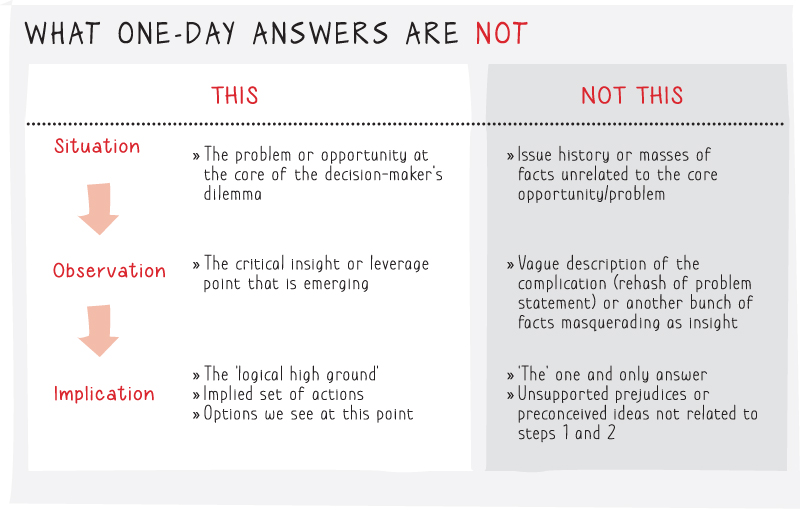 WHAT ONE-DAY ANSWERS ARE NOT
THIS
NOT THIS
Situation
» The problem or opportunity at
the core of the decision-maker's
dilemma
» Issue history or masses of
facts unrelated to the core
opportunity/problem
Observation
» The critical insight or leverage
point that is emerging
» Vague description of the
complication (rehash of problem
statement) or another bunch of
facts masquerading as insight
Implication
» The 'logical high ground'
» Implied set of actions
» Options we see at this point
» 'The' one and only answer
» Unsupported prejudices or
preconceived ideas not related to
steps 1 and 2